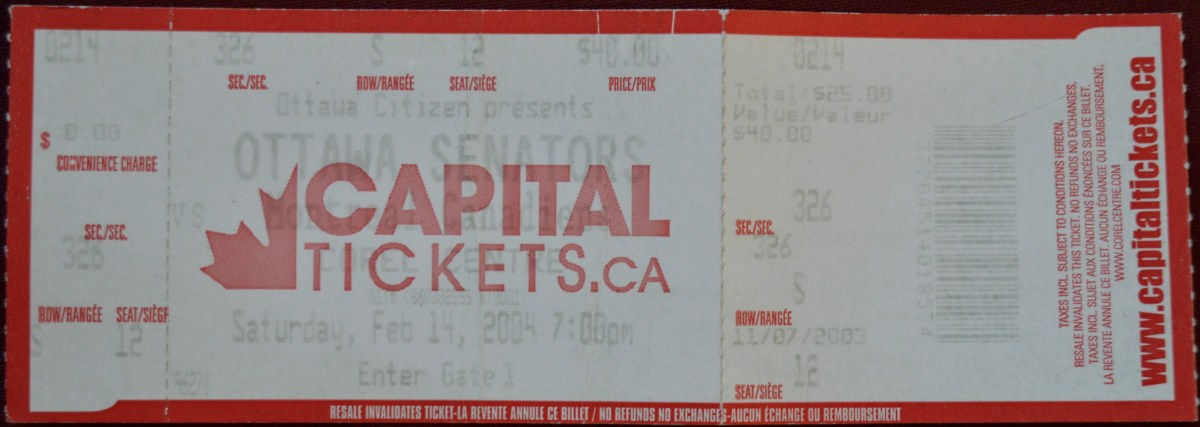 0214 326 S 12 $40.00 0214
SEC./SEC. ROW/RANGÉE SEAT/SIÈGE PRICE/PRIX
Ottawa Citizen presents
OTTAWA SENATORS
vs Montreal Canadiens
COREL CENTRE
Saturday, Feb 14, 2004 7:00pm
Enter Gate 1
CAPITAL
TICKETS.CA
$ 0.00
CONVENIENCE CHARGE
SEC./SEC.
326
ROW/RANGÉE SEAT/SIÈGE
S 12
Total: $25.00
Value/Valeur
$40.00
326
SEC./SEC.
326
S
ROW/RANGÉE
11/07/2003
12
SEAT/SIÈGE
TAXES INCL. SUBJECT TO CONDITIONS HEREON.
RESALE INVALIDATES THIS TICKET. NO REFUNDS NO EXCHANGES.
TAXES INCL. SUJET AUX CONDITIONS ÉNONCÉES SUR CE BILLET.
LA REVENTE ANNULE CE BILLET. AUCUN ÉCHANGE OU REMBOURSEMENT.
WWW.CORELCENTRE.COM
www.capitaltickets.ca
RESALE INVALIDATES TICKET-LA REVENTE ANNULE CE BILLET / NO REFUNDS NO EXCHANGES-AUCUN ÉCHANGE OU REMBOURSEMENT